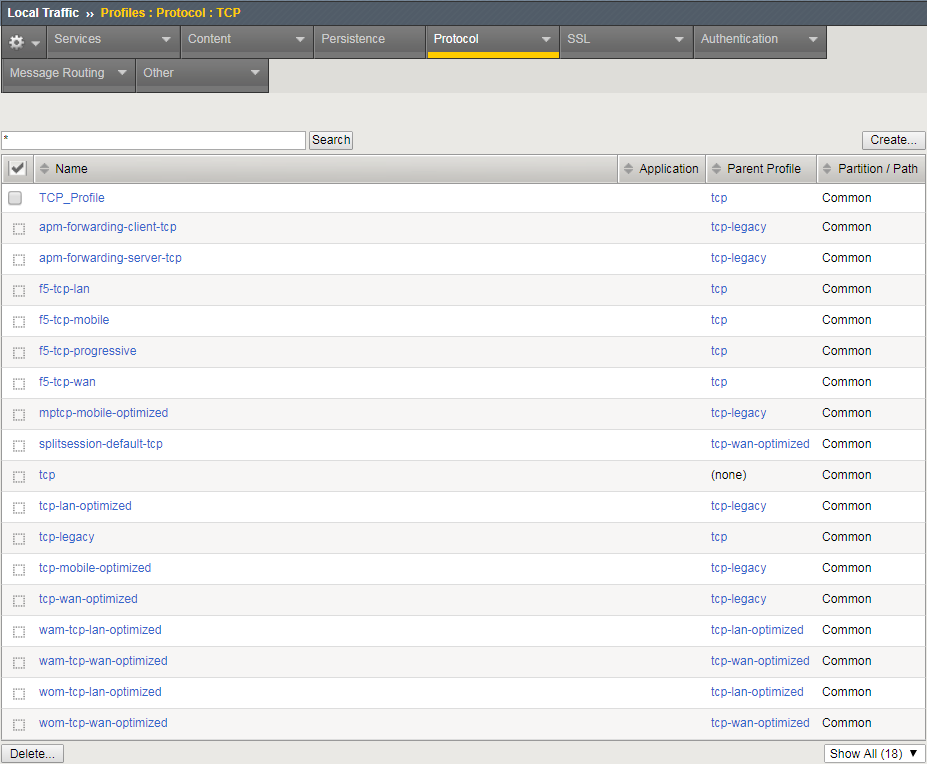 Local Traffic ›› Profiles : Protocol : TCP
Services Content Persistence Protocol SSL Authentication
Message Routing Other
* Search Create...
Name Application Parent Profile Partition / Path
TCP_Profile tcp Common
apm-forwarding-client-tcp tcp-legacy Common
apm-forwarding-server-tcp tcp-legacy Common
f5-tcp-lan tcp Common
f5-tcp-mobile tcp Common
f5-tcp-progressive tcp Common
f5-tcp-wan tcp Common
mptcp-mobile-optimized tcp-legacy Common
splitsession-default-tcp tcp-wan-optimized Common
tcp (none) Common
tcp-lan-optimized tcp-legacy Common
tcp-legacy tcp Common
tcp-mobile-optimized tcp-legacy Common
tcp-wan-optimized tcp-legacy Common
wam-tcp-lan-optimized tcp-lan-optimized Common
wam-tcp-wan-optimized tcp-wan-optimized Common
wom-tcp-lan-optimized tcp-lan-optimized Common
wom-tcp-wan-optimized tcp-wan-optimized Common
Delete... Show All (18) ▼